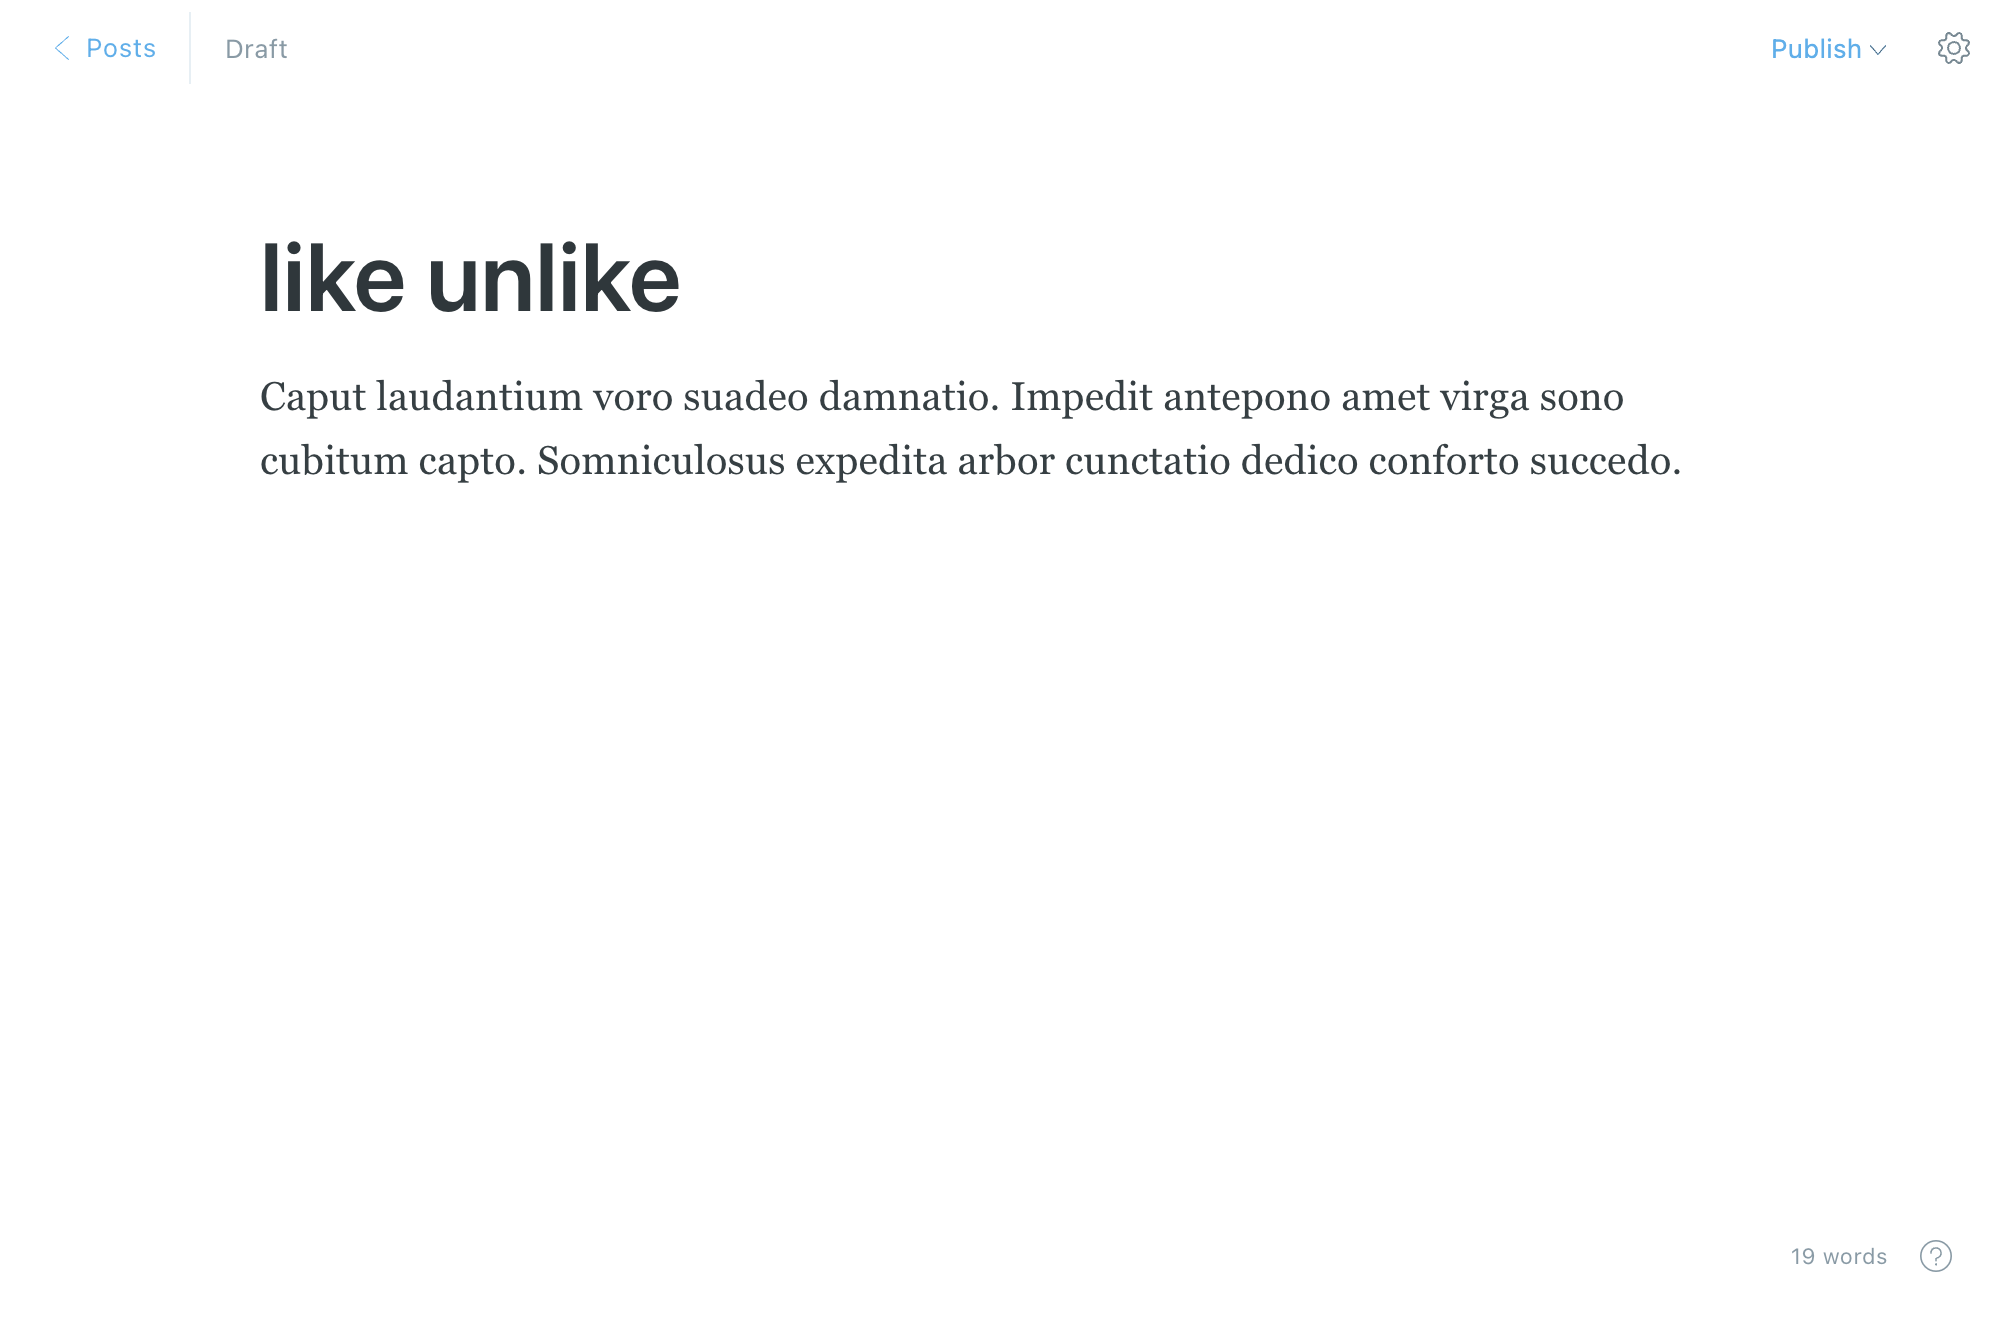 Posts
Draft
Publish
like unlike
Caput laudantium voro suadeo damnatio. Impedit antepono amet virga sono
cubitum capto. Somniculosus expedita arbor cunctatio dedico conforto succedo.
19 words
?